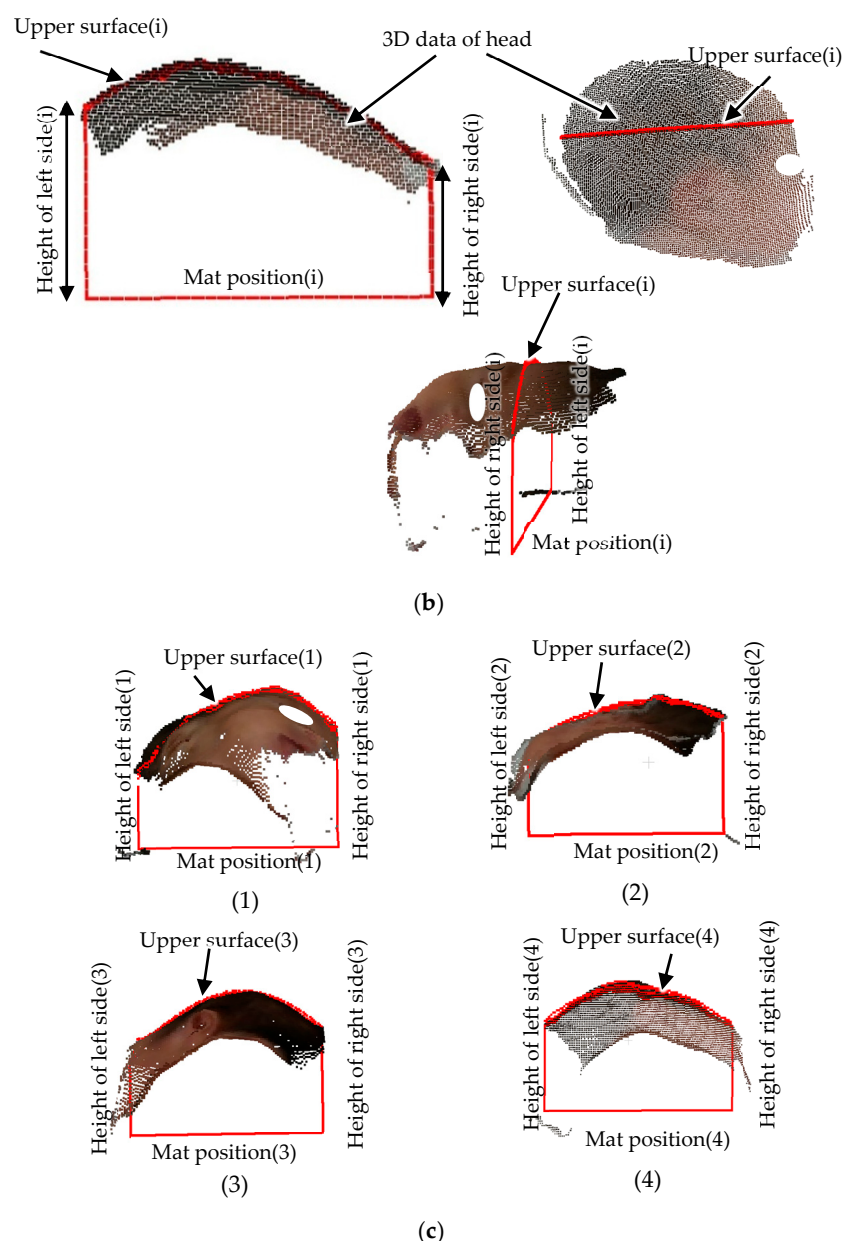 Upper surface(i)
3D data of head
Upper surface(i)
Height of left side(i)
Height of right side(i)
Mat position(i)
Upper surface(i)
Height of right side(i)
Height of left side(i)
Mat position(i)
(b)
Upper surface(1)
Height of left side(1)
Height of right side(1)
Mat position(1)
(1)
Upper surface(2)
Height of left side(2)
Height of right side(2)
Mat position(2)
(2)
Upper surface(3)
Height of left side(3)
Height of right side(3)
Mat position(3)
(3)
Upper surface(4)
Height of left side(4)
Height of right side(4)
Mat position(4)
(4)
(c)